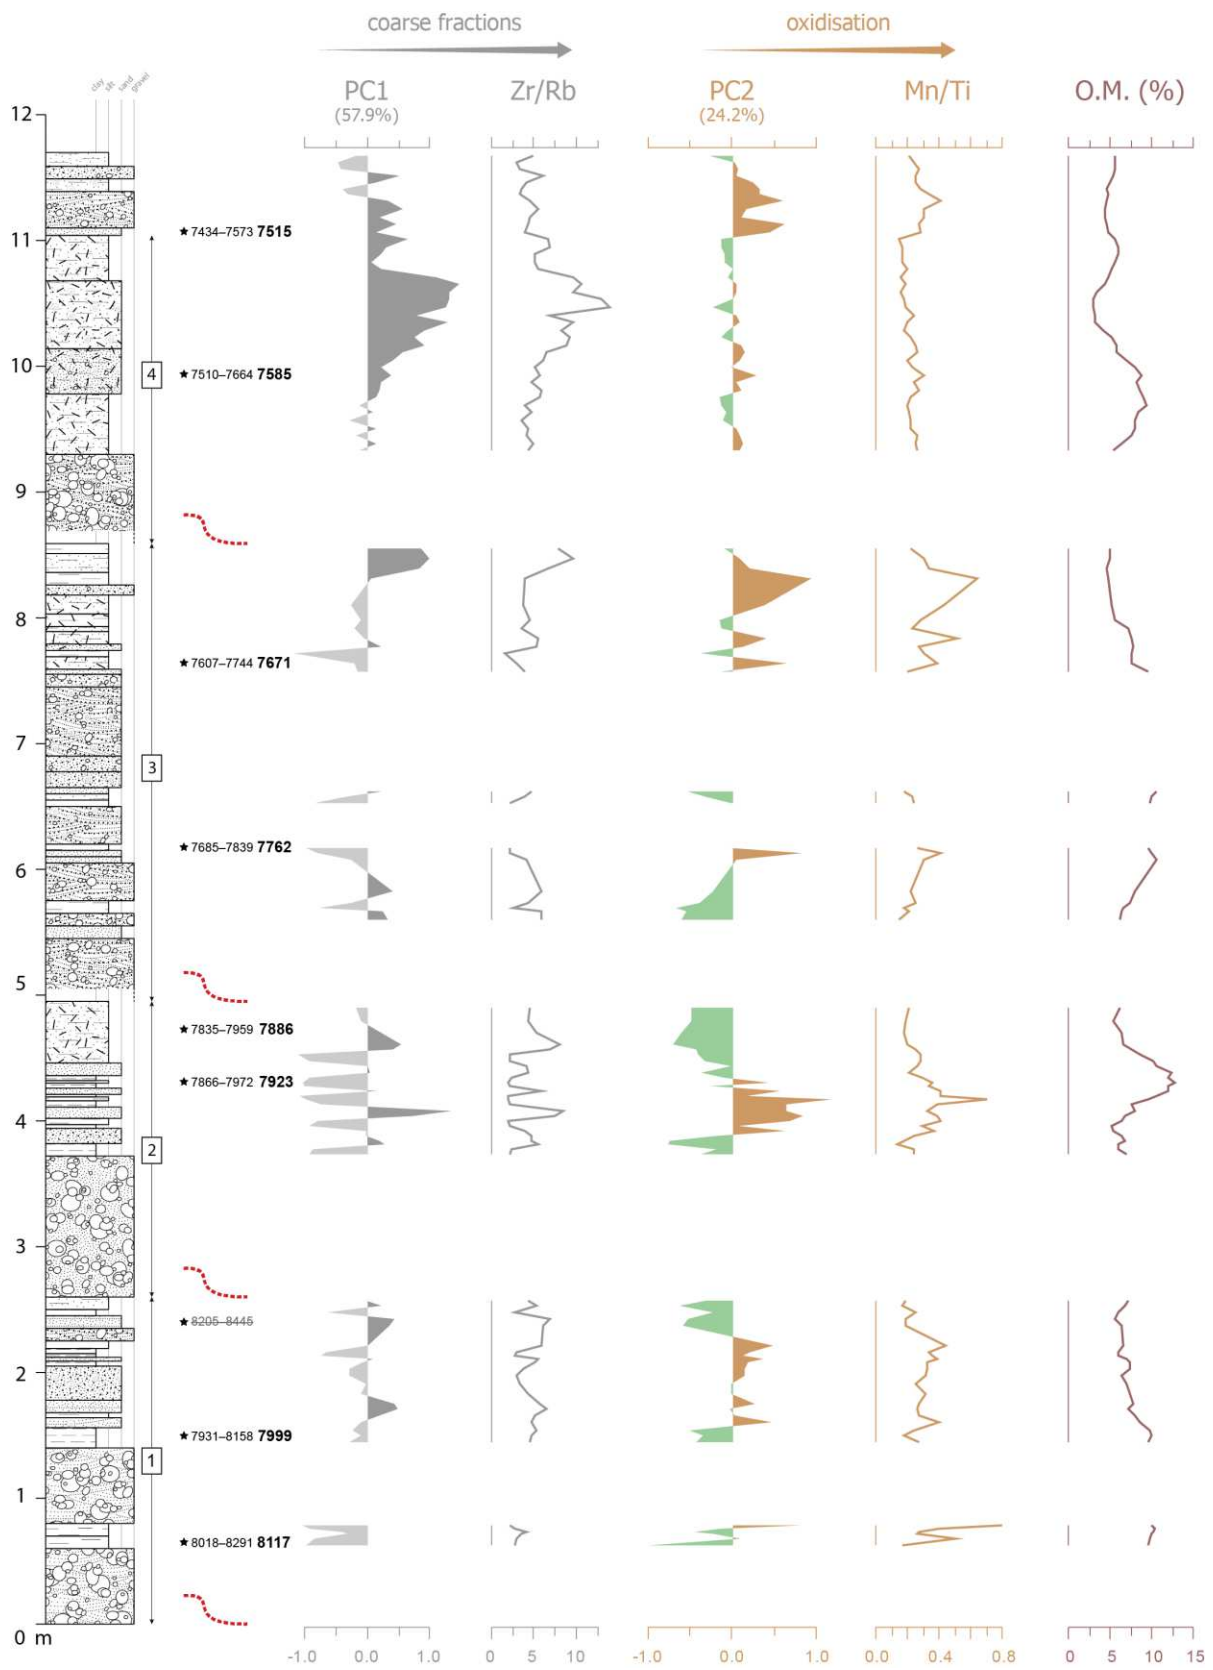 coarse fractions
oxidisation
clay
silt
sand
gravel
PC1
(57.9%)
Zr/Rb
PC2
(24.2%)
Mn/Ti
O.M. (%)
12
11
★ 7434–7573 7515
10
4
★ 7510–7664 7585
9
8
★ 7607–7744 7671
7
3
★ 7685–7839 7762
6
5
★ 7835–7959 7886
★ 7866–7972 7923
4
2
3
★ 8205–8445
2
★ 7931–8158 7999
1
1
★ 8018–8291 8117
0 m
-1.0 0.0 1.0
0 5 10
-1.0 0.0 1.0
0.0 0.4 0.8
0 5 10 15